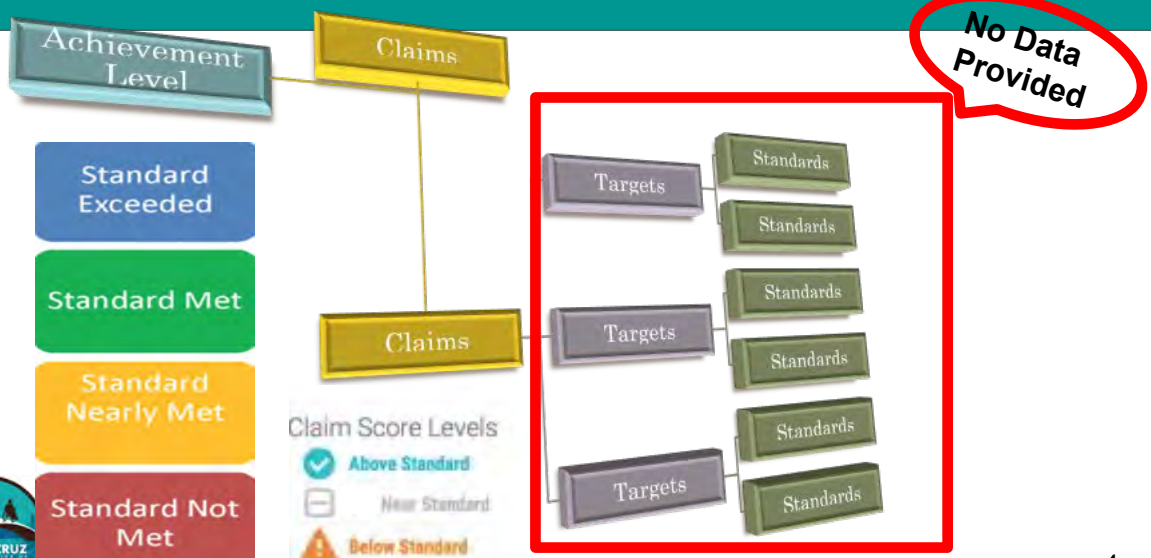 Achievement
Level
Claims
No Data
Provided
Standard
Exceeded
Standard Met
Standard
Nearly Met
Standard Not
Met
Claims
Claim Score Levels
Above Standard
Near Standard
Below Standard
Targets
Standards
Standards
Targets
Standards
Standards
Targets
Standards
Standards
CRUZ